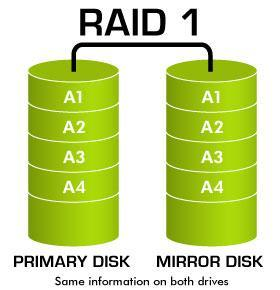 RAID 1
A1 A1
A2 A2
A3 A3
A4 A4
PRIMARY DISK MIRROR DISK
Same information on both drives